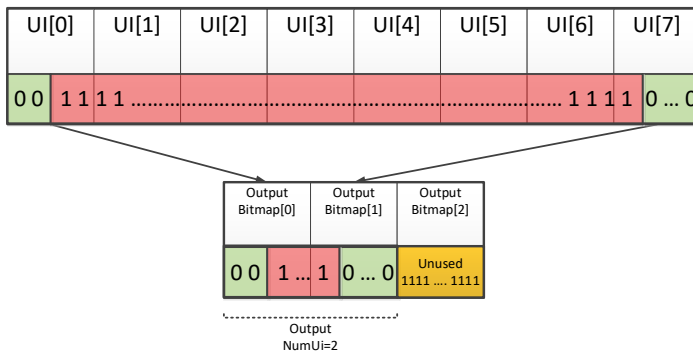 UI[0] UI[1] UI[2] UI[3] UI[4] UI[5] UI[6] UI[7]
0 0 1 1 1 1 ........................................................................................ 1 1 1 1 0 ... 0
Output Output Output
Bitmap[0] Bitmap[1] Bitmap[2]
0 0 1 ... 1 0 ... 0 Unused
1111 .... 1111
Output
NumUi=2